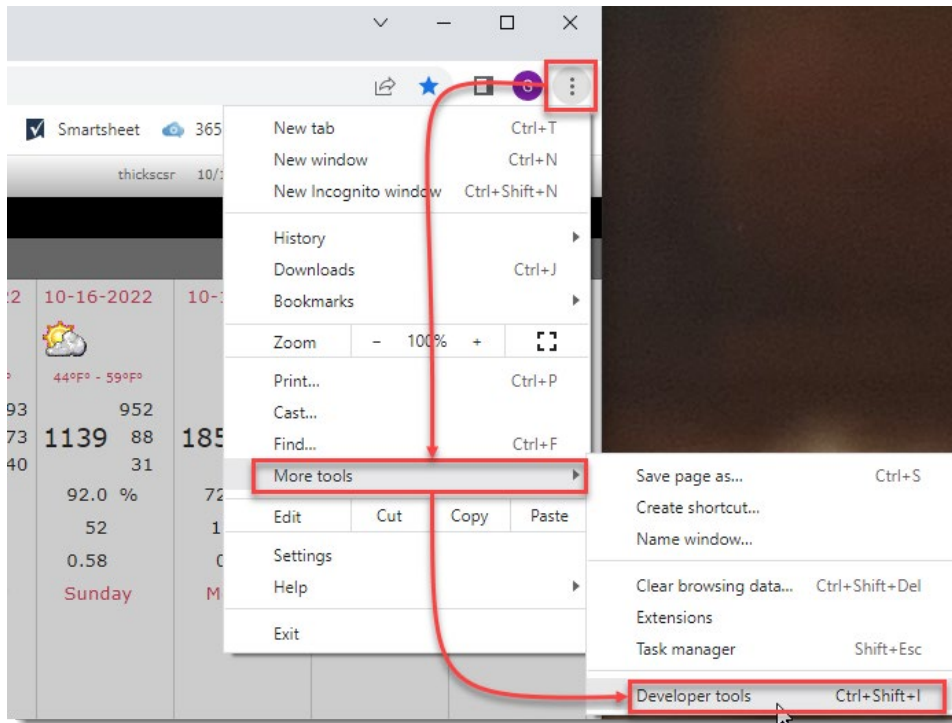 G
Smartsheet 365
thickscsr 10/
New tab Ctrl+T
New window Ctrl+N
New Incognito window Ctrl+Shift+N
History
Downloads Ctrl+J
Bookmarks
Zoom - 100% +
Print... Ctrl+P
Cast...
Find... Ctrl+F
More tools
Edit Cut Copy Paste
Settings
Help
Exit
Save page as... Ctrl+S
Create shortcut...
Name window...
Clear browsing data... Ctrl+Shift+Del
Extensions
Task manager Shift+Esc
Developer tools Ctrl+Shift+I
2 10-16-2022 10-
44ºFº - 59ºFº
93 952
73 1139 88 185
40 31
92.0 % 72
52 1
0.58
Sunday M